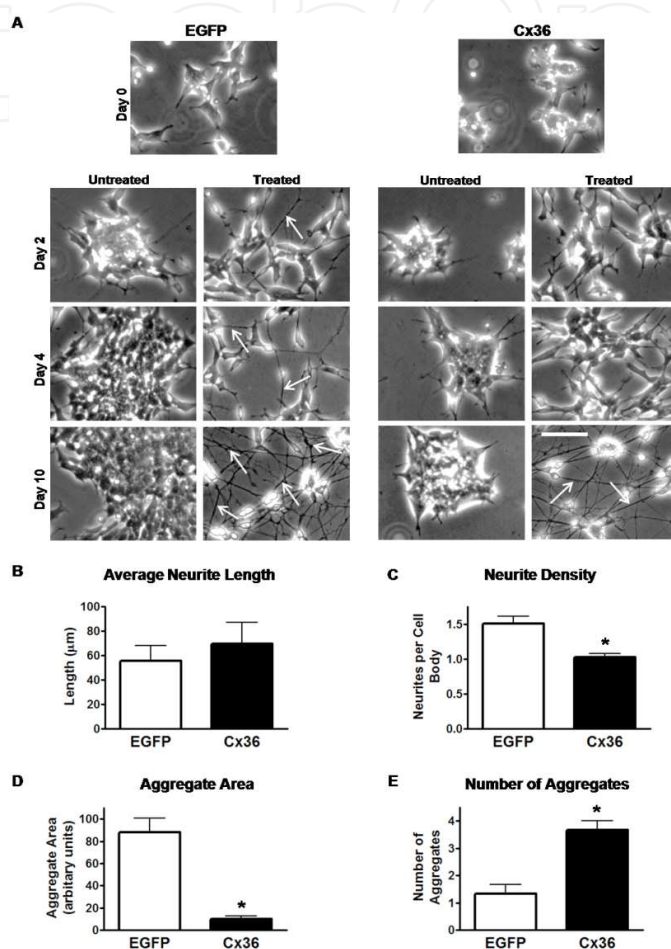 A
EGFP
Cx36
Day 0
Untreated
Treated
Untreated
Treated
Day 2
Day 4
Day 10
B
Average Neurite Length
Length (μm)
100
80
60
40
20
0
EGFP
Cx36
C
Neurite Density
Neurites per Cell
Body
1.5
1.0
0.5
0.0
*
EGFP
Cx36
D
Aggregate Area
Aggregate Area
(arbitary units)
100
80
60
40
20
0
*
EGFP
Cx36
E
Number of Aggregates
Number of
Aggregates
4
3
2
1
0
*
EGFP
Cx36